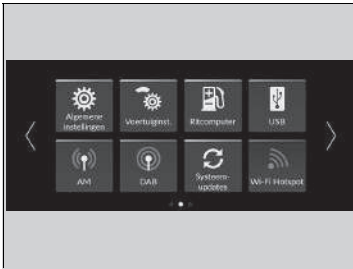 Algemene
instellingen
Voertuiginst.
Ritcomputer
USB
AM
DAB
Systeem-
updates
Wi-Fi Hotspot